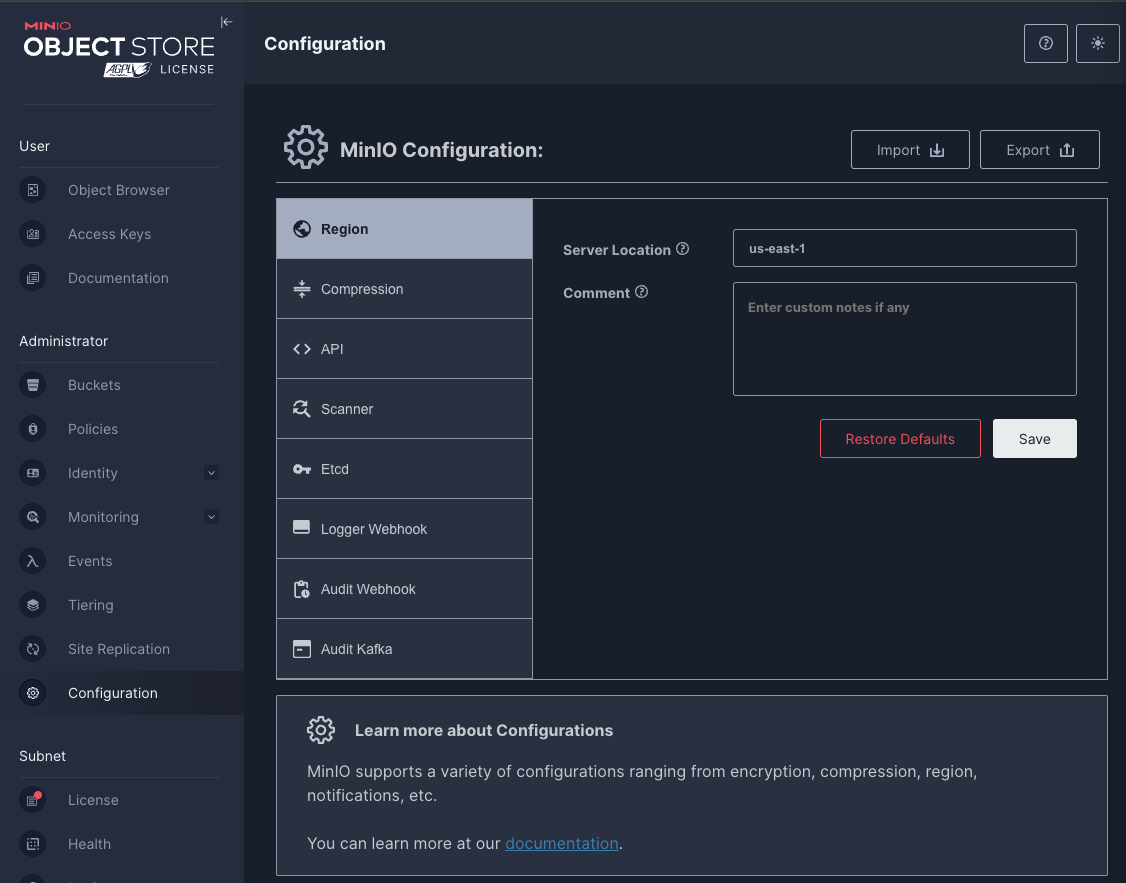 MINIO
OBJECT STORE
AGPLv3 LICENSE
Configuration
User
Object Browser
Access Keys
Documentation
Administrator
Buckets
Policies
Identity
Monitoring
Events
Tiering
Site Replication
Configuration
Subnet
License
Health
MinIO Configuration:
Import
Export
Region
Compression
API
Scanner
Etcd
Logger Webhook
Audit Webhook
Audit Kafka
Server Location
us-east-1
Comment
Enter custom notes if any
Restore Defaults
Save
Learn more about Configurations
MinIO supports a variety of configurations ranging from encryption, compression, region,
notifications, etc.
You can learn more at our documentation.